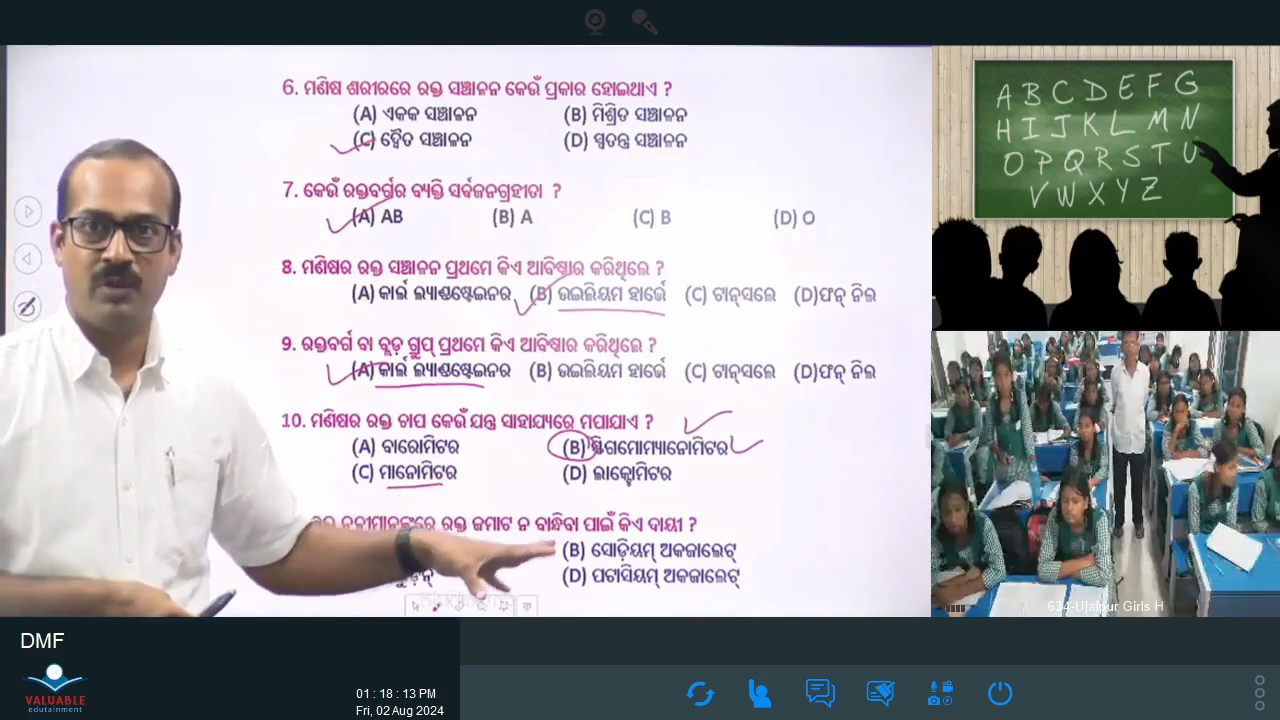 6. ମଣିଷ ଶରୀରରେ ରକ୍ତ ସଞ୍ଚାଳନ କେଉଁ ପ୍ରକାର ହୋଇଥାଏ ?
(A) ଏକକ ସଞ୍ଚାଳନ (B) ମିଶ୍ରିତ ସଞ୍ଚାଳନ
(C) ଦ୍ୱୈତ ସଞ୍ଚାଳନ (D) ସ୍ୱତନ୍ତ୍ର ସଞ୍ଚାଳନ
7. କେଉଁ ରକ୍ତବର୍ଗର ବ୍ୟକ୍ତି ସର୍ବଜନଗ୍ରହୀତା ?
(A) AB (B) A (C) B (D) O
8. ମଣିଷର ରକ୍ତ ସଞ୍ଚାଳନ ପ୍ରଥମେ କିଏ ଆବିଷ୍କାର କରିଥିଲେ ?
(A) କାର୍ଲ ଲ୍ୟାଣ୍ଡଷ୍ଟେଇନର (B) ଉଇଲିୟମ ହାର୍ଭେ (C) ଟାନ୍‌ସଲେ (D)ଫନ୍ ନିଲ
9. ରକ୍ତବର୍ଗ ବା ବ୍ଲଡ଼ ଗ୍ରୁପ୍ ପ୍ରଥମେ କିଏ ଆବିଷ୍କାର କରିଥିଲେ ?
(A) କାର୍ଲ ଲ୍ୟାଣ୍ଡଷ୍ଟେଇନର (B) ଉଇଲିୟମ ହାର୍ଭେ (C) ଟାନ୍‌ସଲେ (D)ଫନ୍ ନିଲ
10. ମଣିଷର ରକ୍ତ ଚାପ କେଉଁ ଯନ୍ତ୍ର ସାହାଯ୍ୟରେ ମପାଯାଏ ?
(A) ବାରୋମିଟର (B) ସ୍ପିଗମୋମ୍ୟାନୋମିଟର
(C) ମାନୋମିଟର (D) ଲାକ୍ଟୋମିଟର
ରକ୍ତ ଜମାଟ ନ ବାନ୍ଧିବା ପାଇଁ କିଏ ଦାୟୀ ?
(B) ସୋଡ଼ିୟମ୍ ଅକଜାଲେଟ୍
(D) ପଟାସିୟମ୍ ଅକଜାଲେଟ୍
A B C D E F G
H I J K L M N
O P Q R S T U
V W X Y Z
634-Ujalpur Girls H
DMF
VALUABLE
edutainment
01 : 18 : 13 PM
Fri, 02 Aug 2024